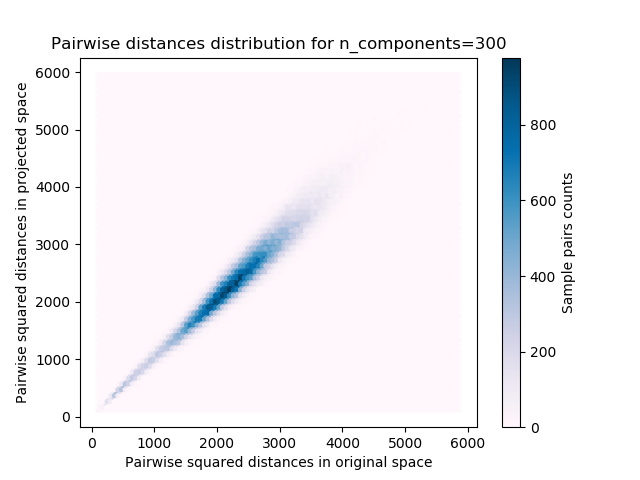 Pairwise distances distribution for n_components=300
6000
5000
4000
3000
2000
1000
0
Pairwise squared distances in projected space
0 1000 2000 3000 4000 5000 6000
Pairwise squared distances in original space
800
600
400
200
0
Sample pairs counts